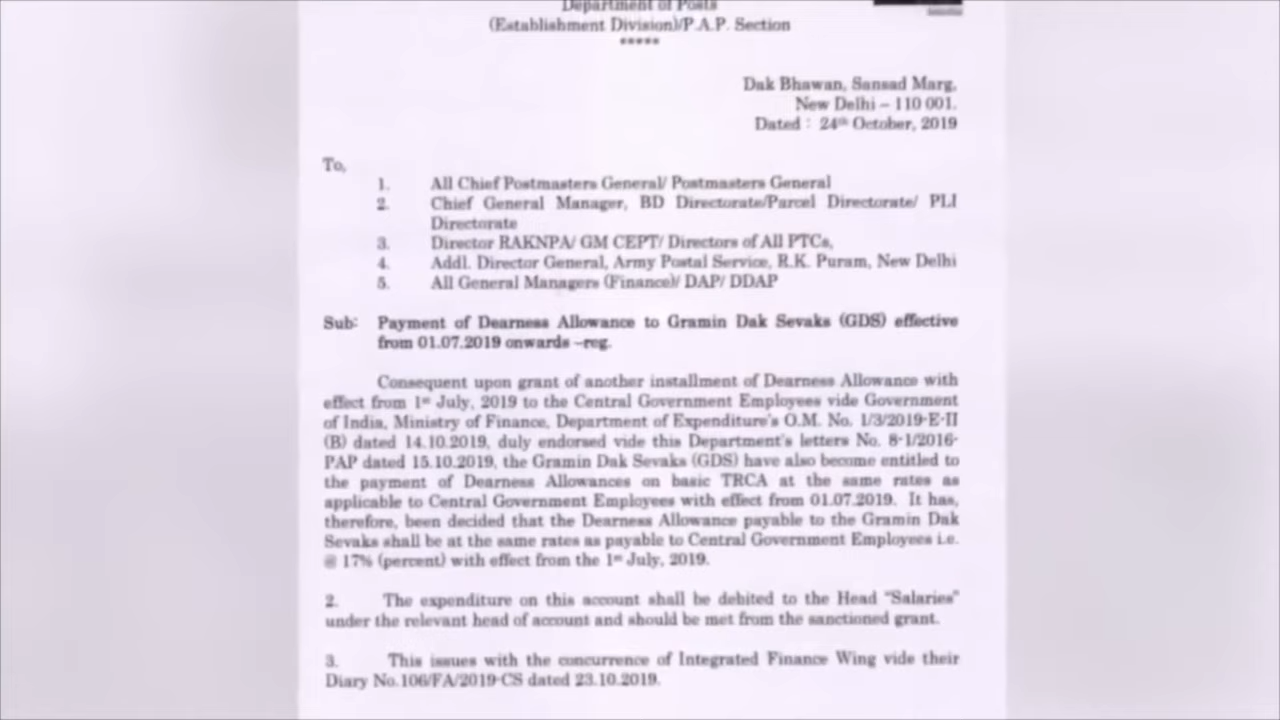 Department of Posts
(Establishment Division)/P.A.P. Section
*****
Dak Bhawan, Sansad Marg,
New Delhi – 110 001.
Dated : 24th October, 2019
To,
1. All Chief Postmasters General/ Postmasters General
2. Chief General Manager, BD Directorate/Parcel Directorate/ PLI
Directorate
3. Director RAKNPA/ GM CEPT/ Directors of All PTCs,
4. Addl. Director General, Army Postal Service, R.K. Puram, New Delhi
5. All General Managers (Finance)/ DAP/ DDAP
Sub: Payment of Dearness Allowance to Gramin Dak Sevaks (GDS) effective
from 01.07.2019 onwards –reg.
Consequent upon grant of another installment of Dearness Allowance with
effect from 1st July, 2019 to the Central Government Employees vide Government
of India, Ministry of Finance, Department of Expenditure's O.M. No. 1/3/2019-E-II
(B) dated 14.10.2019, duly endorsed vide this Department's letters No. 8-1/2016-
PAP dated 15.10.2019, the Gramin Dak Sevaks (GDS) have also become entitled to
the payment of Dearness Allowances on basic TRCA at the same rates as
applicable to Central Government Employees with effect from 01.07.2019. It has,
therefore, been decided that the Dearness Allowance payable to the Gramin Dak
Sevaks shall be at the same rates as payable to Central Government Employees i.e.
@ 17% (percent) with effect from the 1st July, 2019.
2. The expenditure on this account shall be debited to the Head "Salaries"
under the relevant head of account and should be met from the sanctioned grant.
3. This issues with the concurrence of Integrated Finance Wing vide their
Diary No.106/FA/2019-CS dated 23.10.2019.